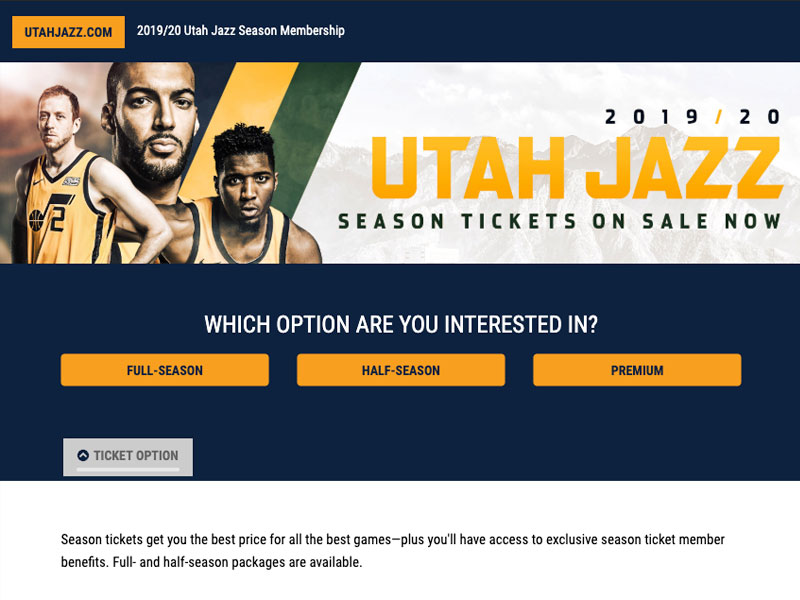 UTAHJAZZ.COM
2019/20 Utah Jazz Season Membership
2019/20
UTAH JAZZ
SEASON TICKETS ON SALE NOW
2
WHICH OPTION ARE YOU INTERESTED IN?
FULL-SEASON
HALF-SEASON
PREMIUM
TICKET OPTION
Season tickets get you the best price for all the best games—plus you'll have access to exclusive season ticket member
benefits. Full- and half-season packages are available.